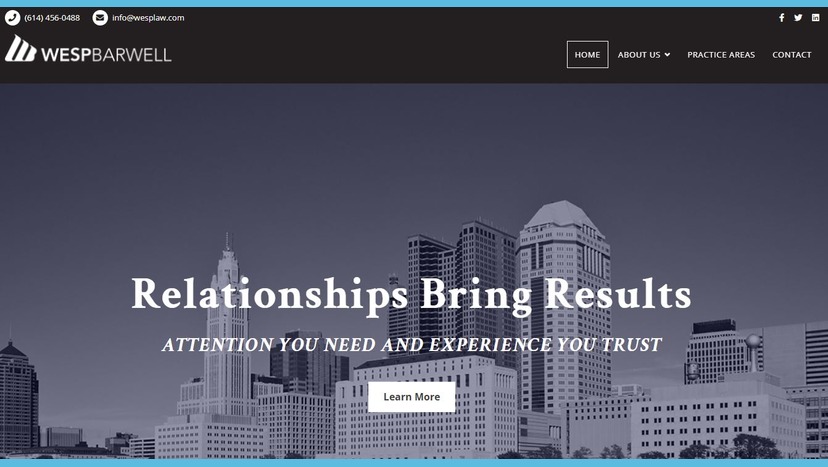 (614) 456-0488 info@wesplaw.com
WESPBARWELL
HOME ABOUT US PRACTICE AREAS CONTACT
Relationships Bring Results
ATTENTION YOU NEED AND EXPERIENCE YOU TRUST
Learn More